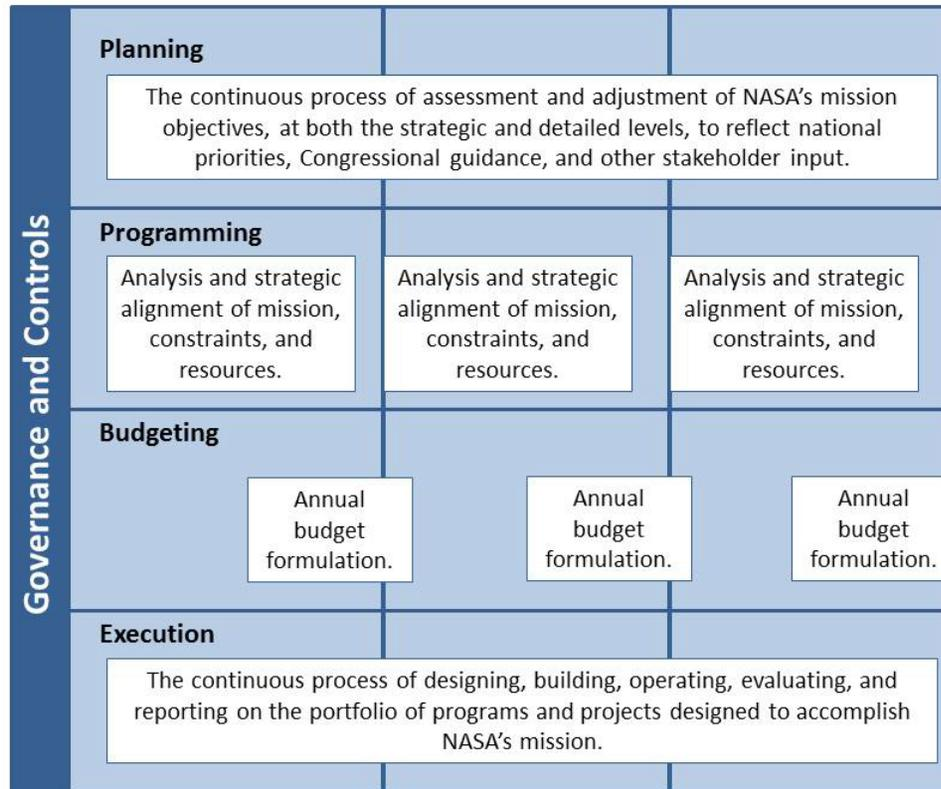 Governance and Controls
Planning
The continuous process of assessment and adjustment of NASA’s mission
objectives, at both the strategic and detailed levels, to reflect national
priorities, Congressional guidance, and other stakeholder input.
Programming
Analysis and strategic
alignment of mission,
constraints, and
resources.
Analysis and strategic
alignment of mission,
constraints, and
resources.
Analysis and strategic
alignment of mission,
constraints, and
resources.
Budgeting
Annual
budget
formulation.
Annual
budget
formulation.
Annual
budget
formulation.
Execution
The continuous process of designing, building, operating, evaluating, and
reporting on the portfolio of programs and projects designed to accomplish
NASA’s mission.